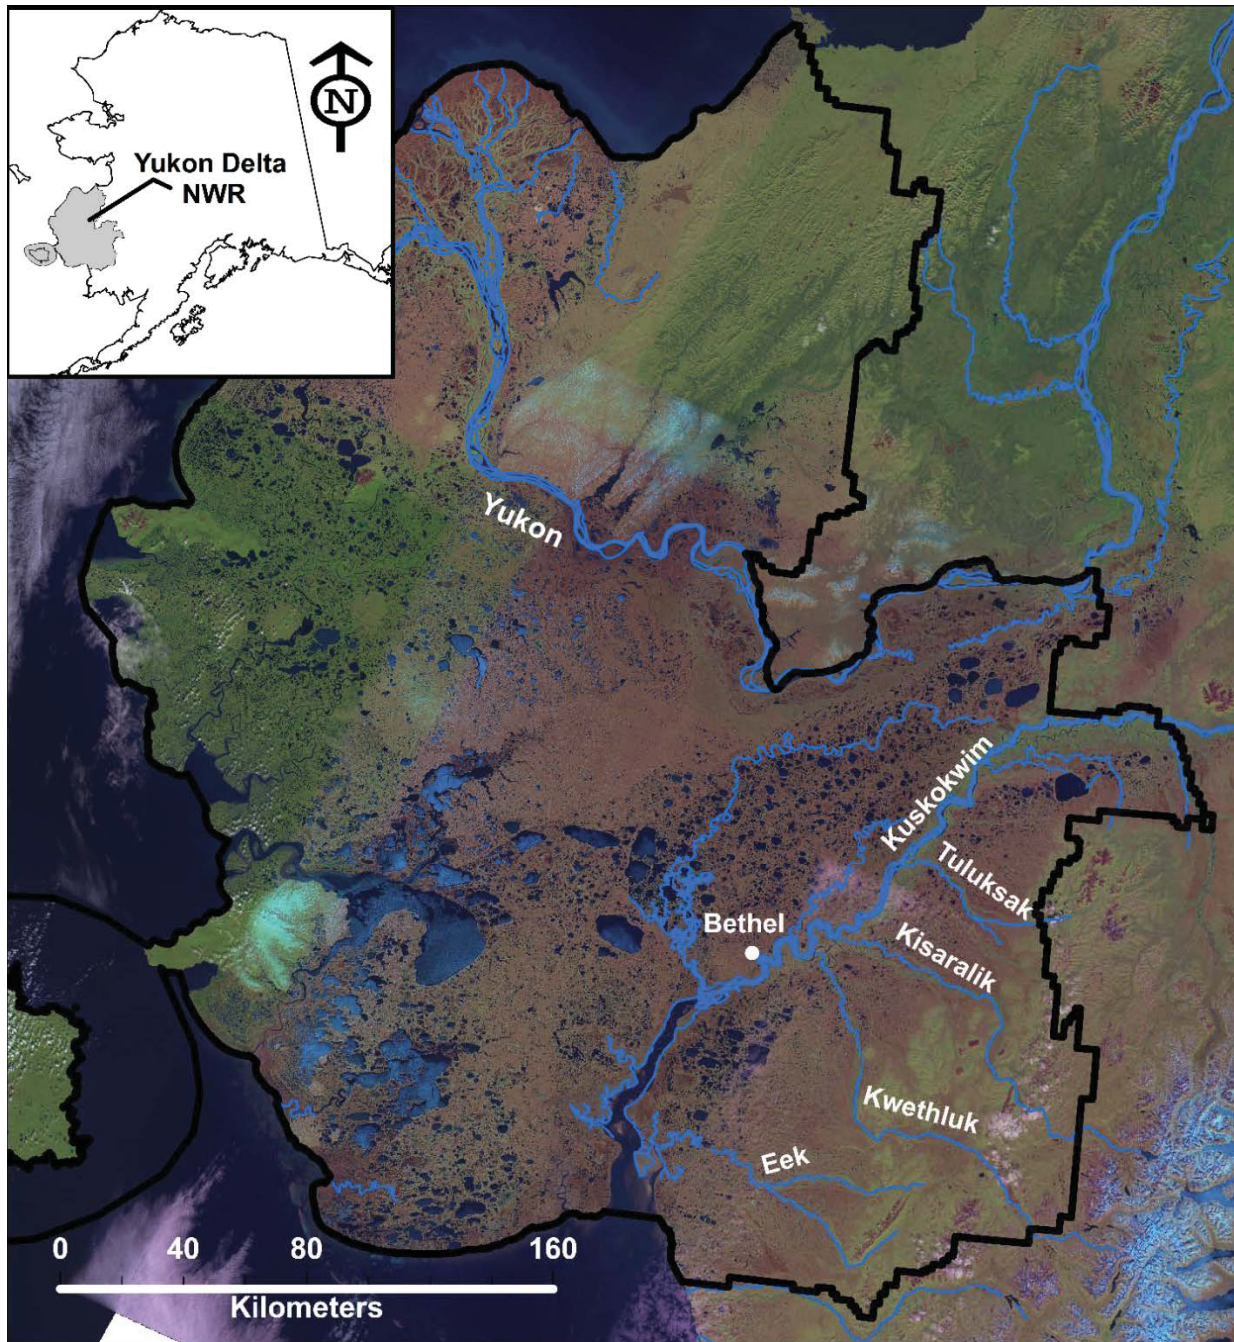 N
Yukon Delta
NWR
Yukon
Kuskokwim
Tuluksak
Bethel
Kisaralik
Kwethluk
Eek
0 40 80 160
Kilometers